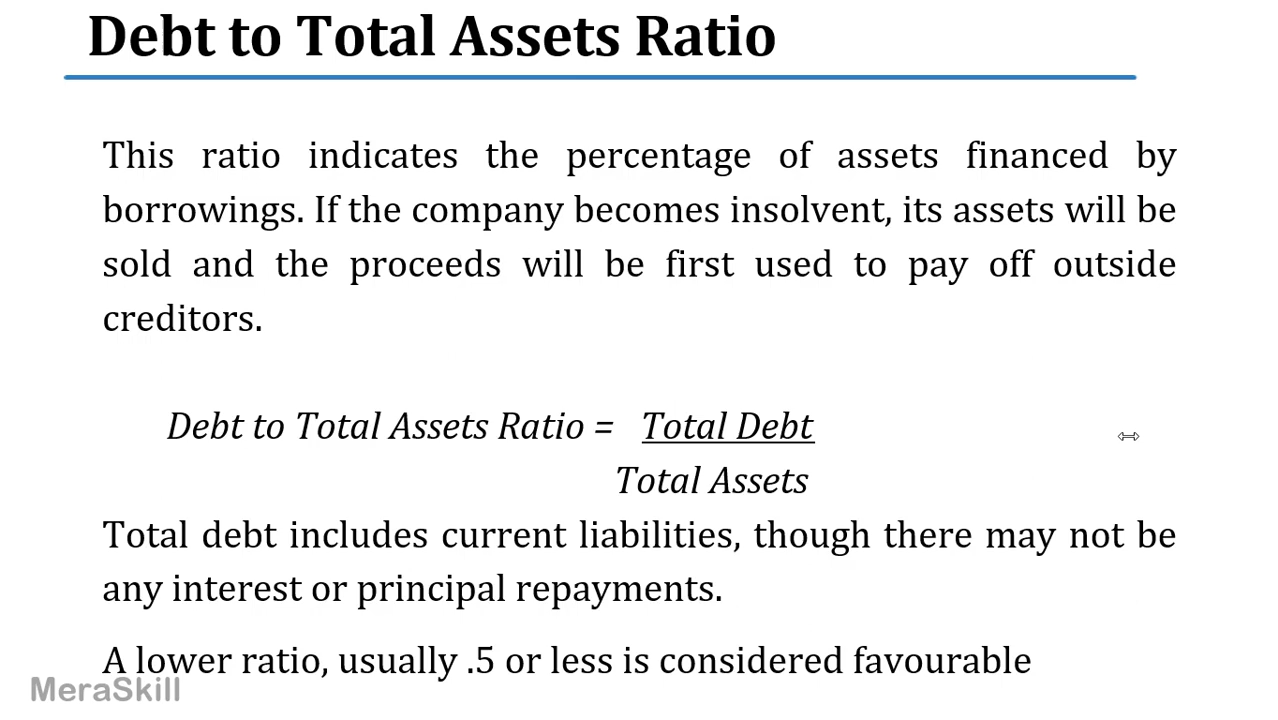 Debt to Total Assets Ratio
This ratio indicates the percentage of assets financed by
borrowings. If the company becomes insolvent, its assets will be
sold and the proceeds will be first used to pay off outside
creditors.
Debt to Total Assets Ratio = Total Debt
Total Assets
Total debt includes current liabilities, though there may not be
any interest or principal repayments.
A lower ratio, usually .5 or less is considered favourable
MeraSkill